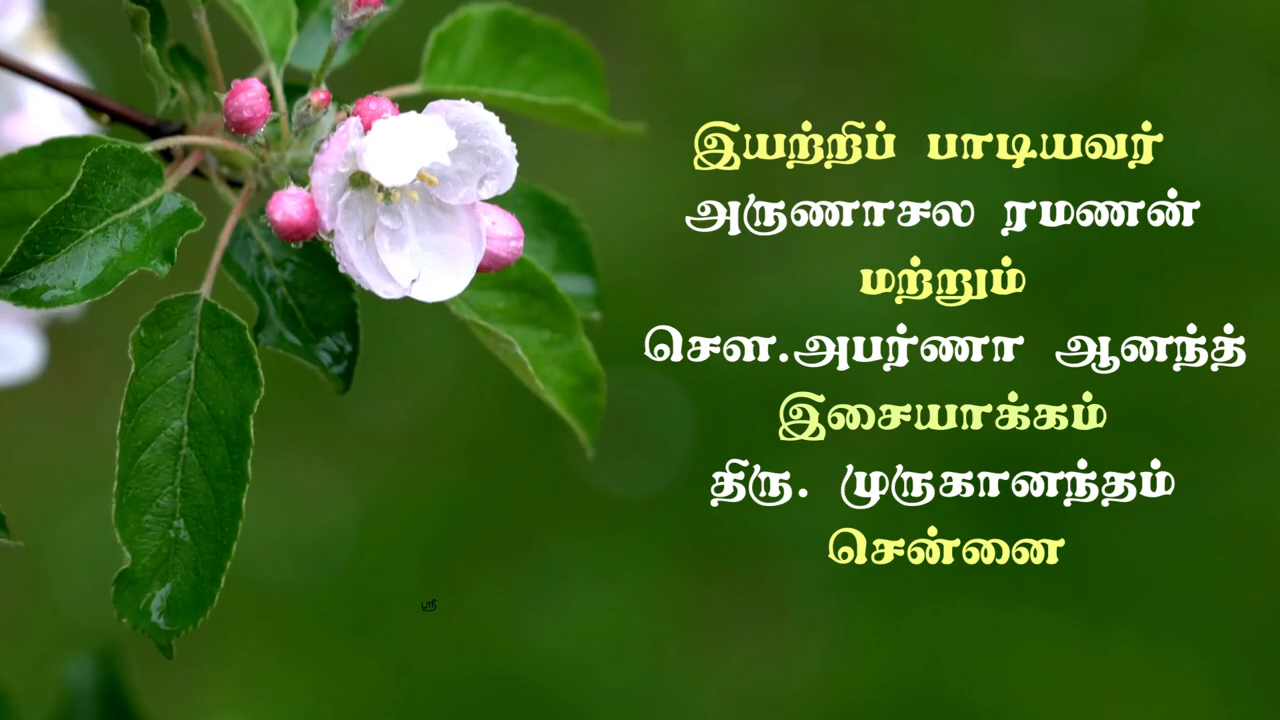 இயற்றிப் பாடியவர்
அருணாசல ரமணன்
மற்றும்
சௌ.அபர்ணா ஆனந்த்
இசையாக்கம்
திரு. முருகானந்தம்
சென்னை
ஸ்ரீ